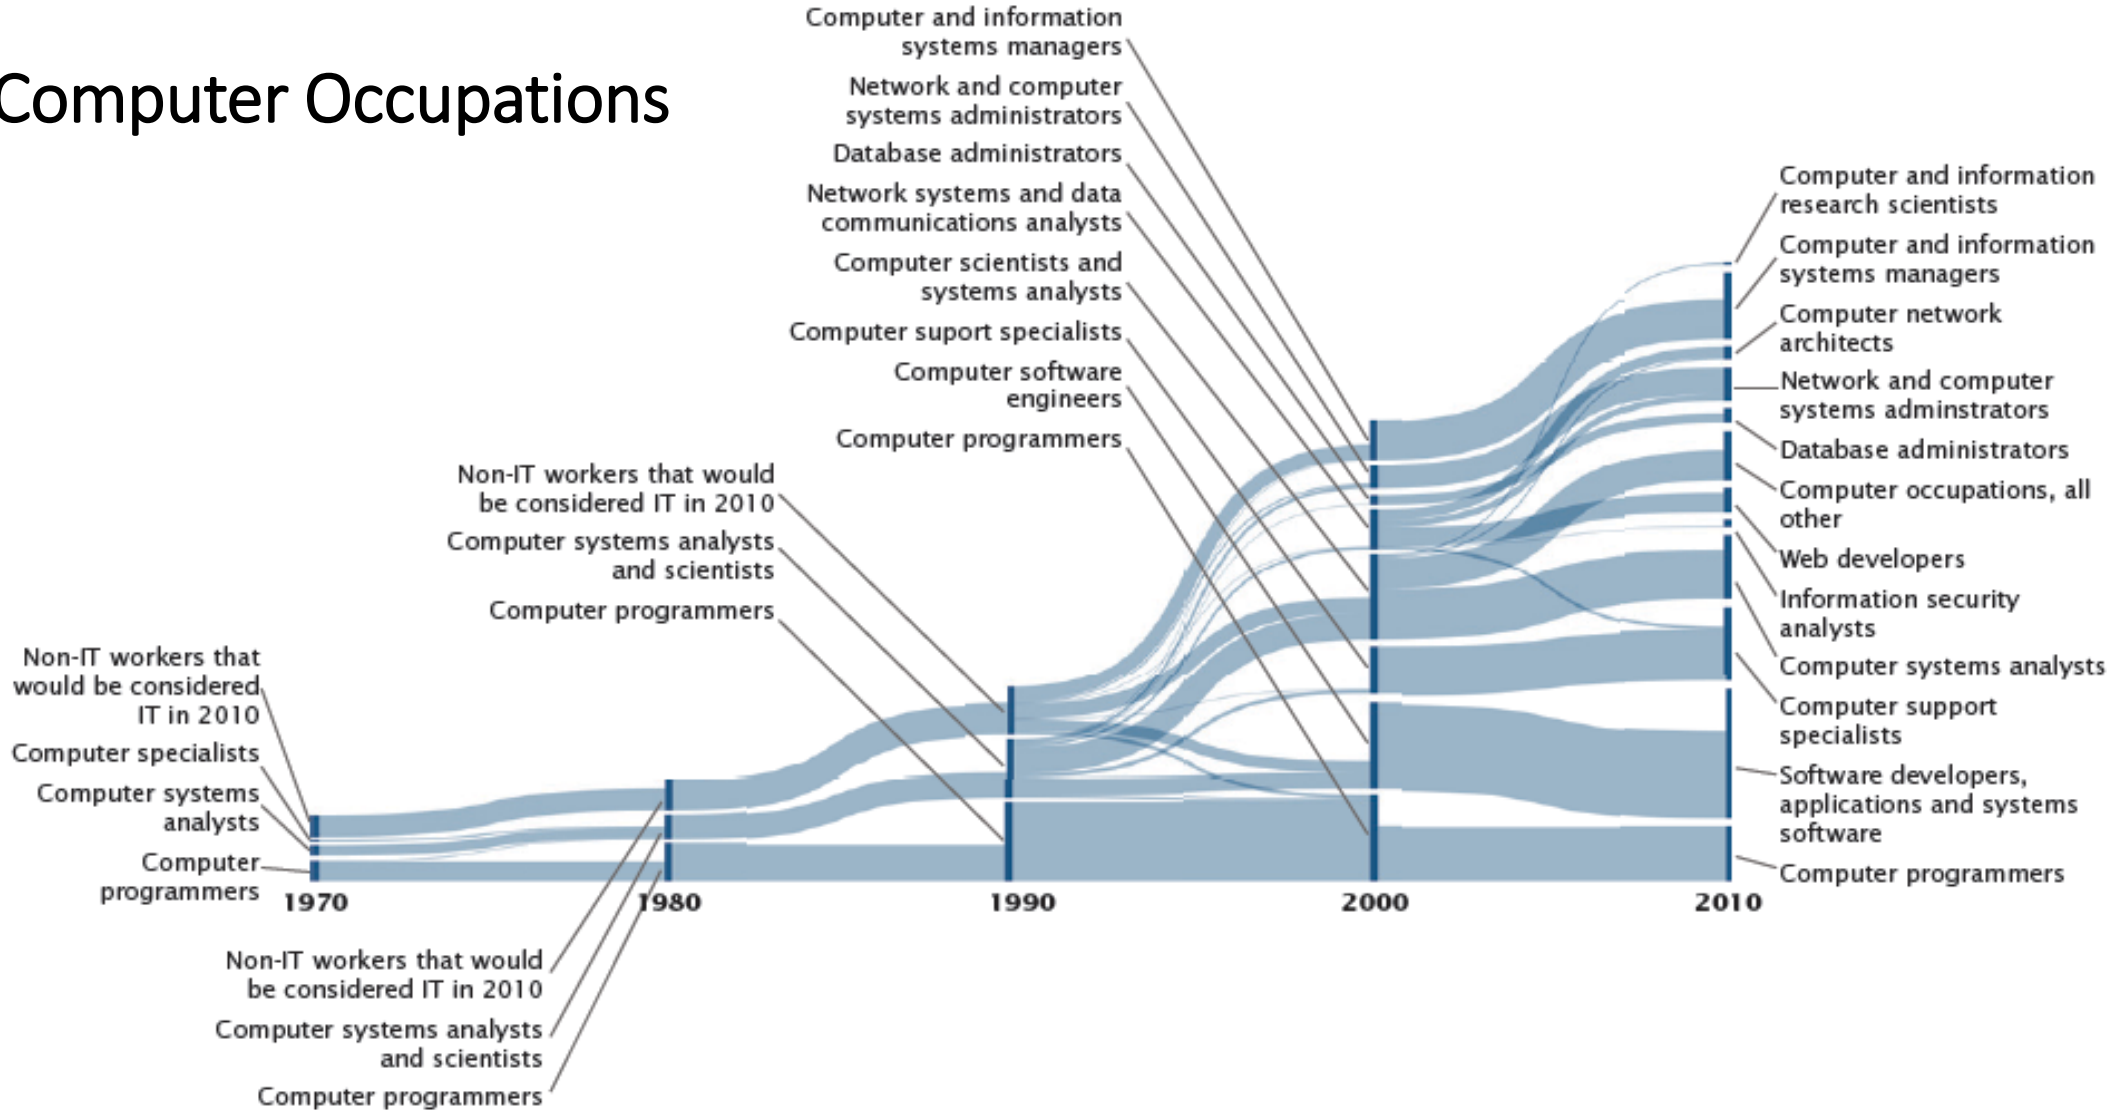 Computer Occupations
Computer and information
systems managers
Network and computer
systems administrators
Database administrators
Network systems and data
communications analysts
Computer scientists and
systems analysts
Computer suport specialists
Computer software
engineers
Computer programmers
Non-IT workers that would
be considered IT in 2010
Computer systems analysts
and scientists
Computer programmers
Non-IT workers that
would be considered
IT in 2010
Computer specialists
Computer systems
analysts
Computer
programmers
Computer and information
research scientists
Computer and information
systems managers
Computer network
architects
Network and computer
systems adminstrators
Database administrators
Computer occupations, all
other
Web developers
Information security
analysts
Computer systems analysts
Computer support
specialists
Software developers,
applications and systems
software
Computer programmers
1970
1980
1990
2000
2010
Non-IT workers that would
be considered IT in 2010
Computer systems analysts
and scientists
Computer programmers